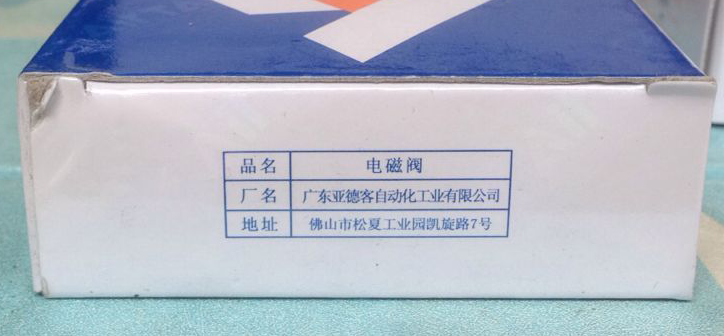 品名 电磁阀
厂名 广东亚德客自动化工业有限公司
地址 佛山市松夏工业园凯旋路7号